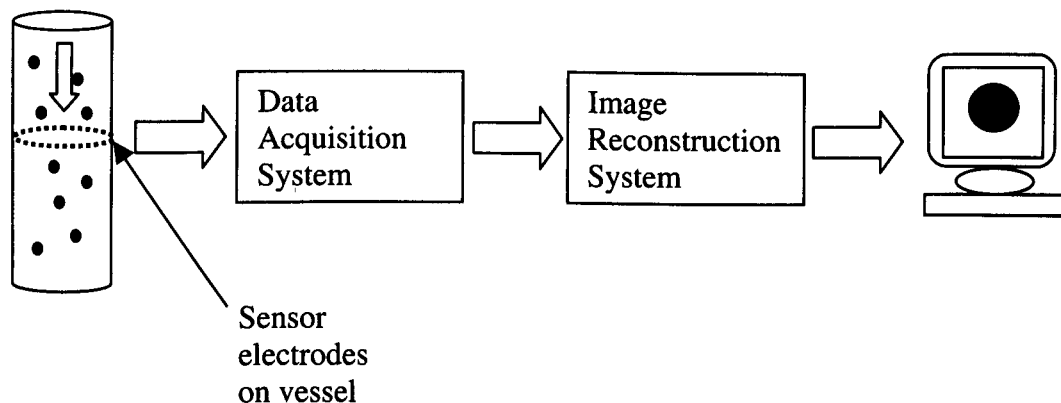 Data
Acquisition
System
Image
Reconstruction
System
Sensor
electrodes
on vessel